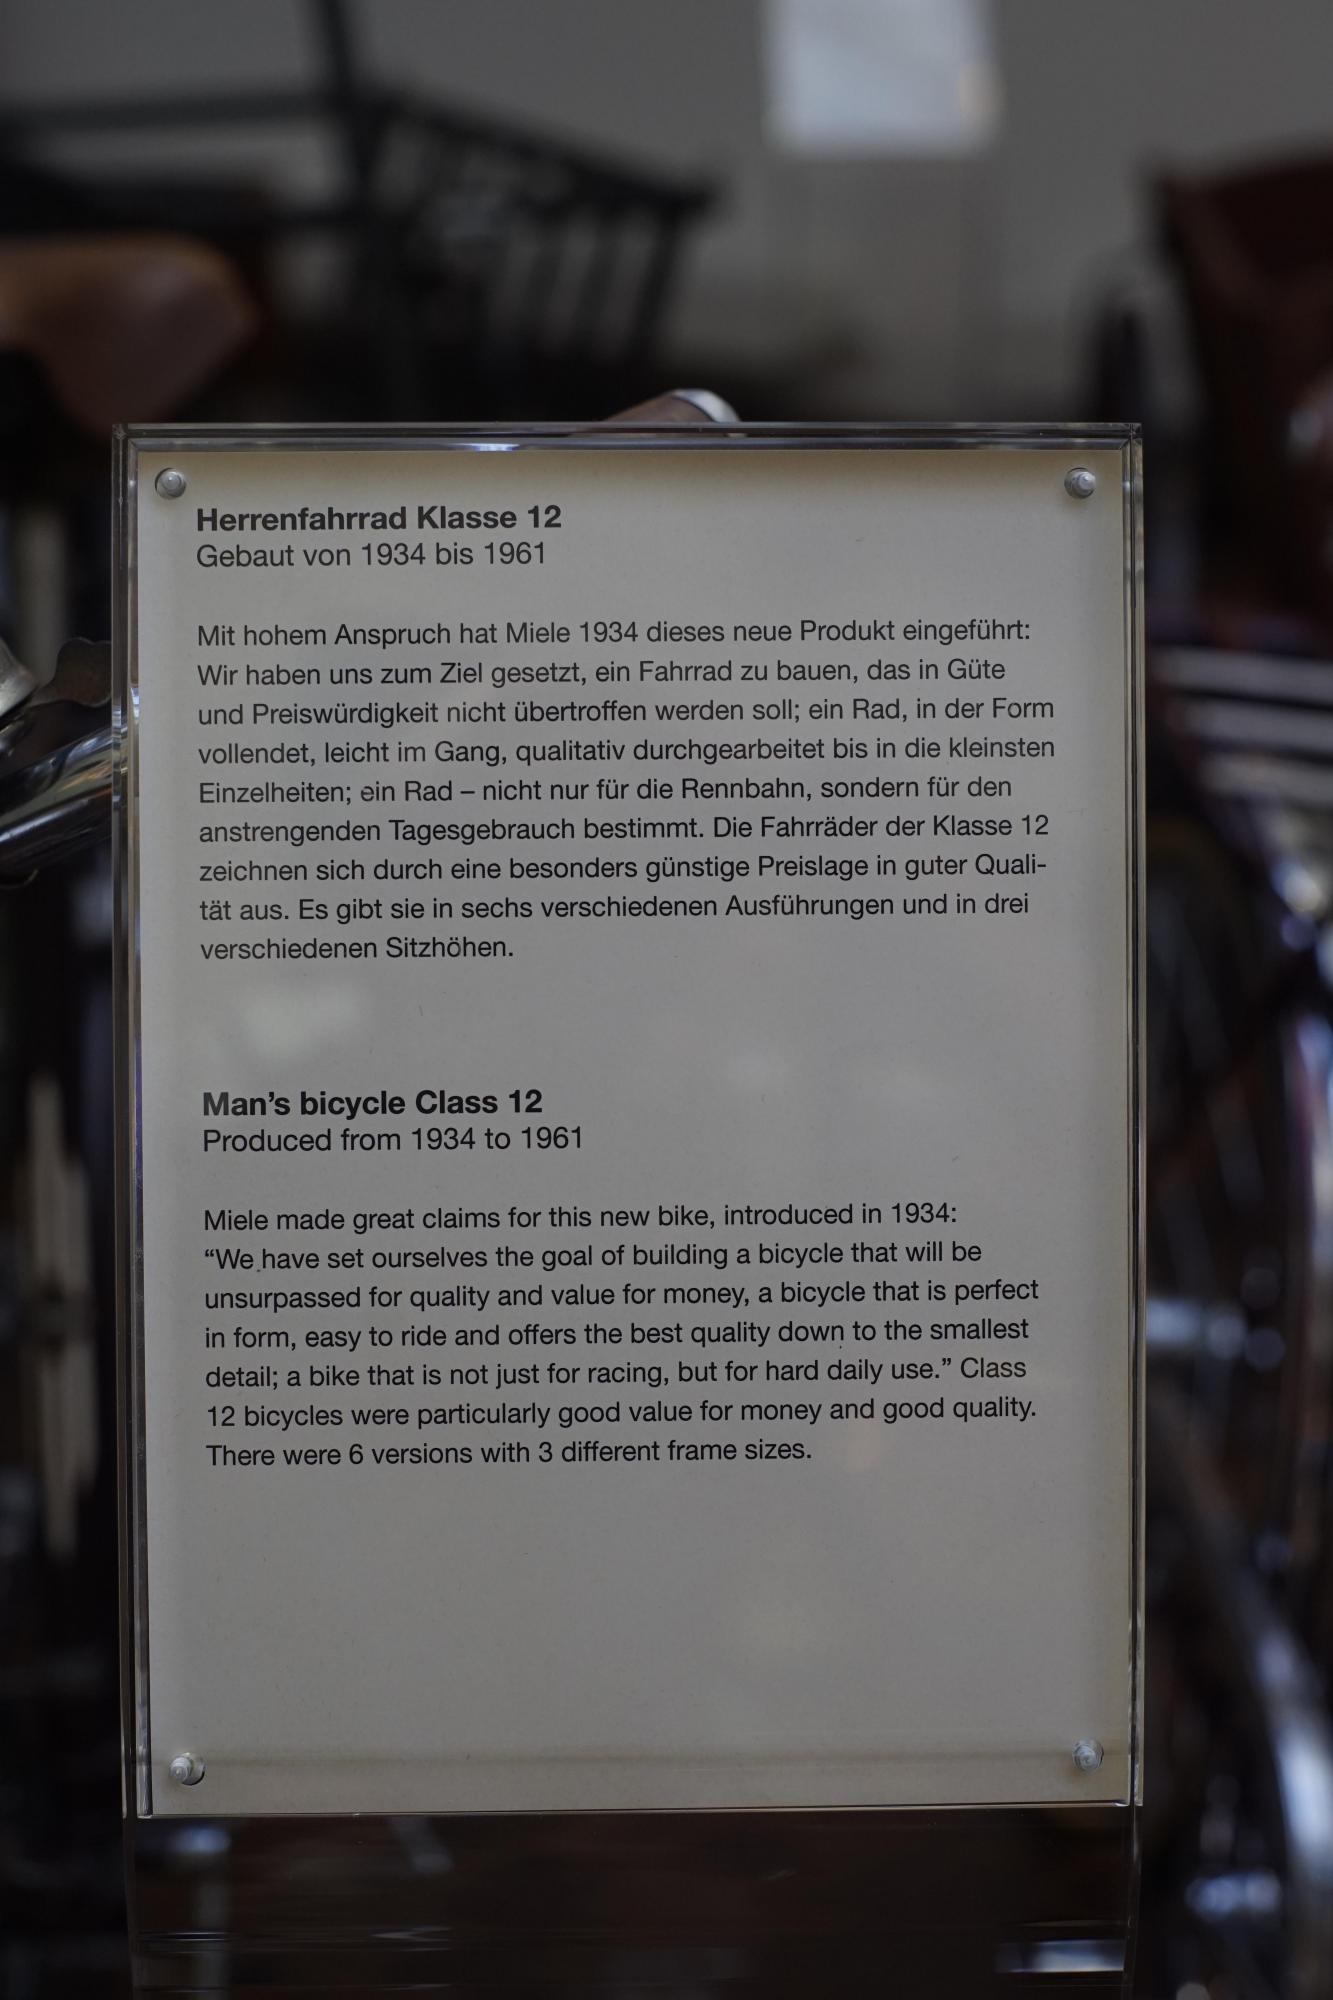 Herrenfahrrad Klasse 12
Gebaut von 1934 bis 1961
Mit hohem Anspruch hat Miele 1934 dieses neue Produkt eingeführt:
Wir haben uns zum Ziel gesetzt, ein Fahrrad zu bauen, das in Güte
und Preiswürdigkeit nicht übertroffen werden soll; ein Rad, in der Form
vollendet, leicht im Gang, qualitativ durchgearbeitet bis in die kleinsten
Einzelheiten; ein Rad – nicht nur für die Rennbahn, sondern für den
anstrengenden Tagesgebrauch bestimmt. Die Fahrräder der Klasse 12
zeichnen sich durch eine besonders günstige Preislage in guter Quali-
tät aus. Es gibt sie in sechs verschiedenen Ausführungen und in drei
verschiedenen Sitzhöhen.
Man’s bicycle Class 12
Produced from 1934 to 1961
Miele made great claims for this new bike, introduced in 1934:
“We have set ourselves the goal of building a bicycle that will be
unsurpassed for quality and value for money, a bicycle that is perfect
in form, easy to ride and offers the best quality down to the smallest
detail; a bike that is not just for racing, but for hard daily use.” Class
12 bicycles were particularly good value for money and good quality.
There were 6 versions with 3 different frame sizes.